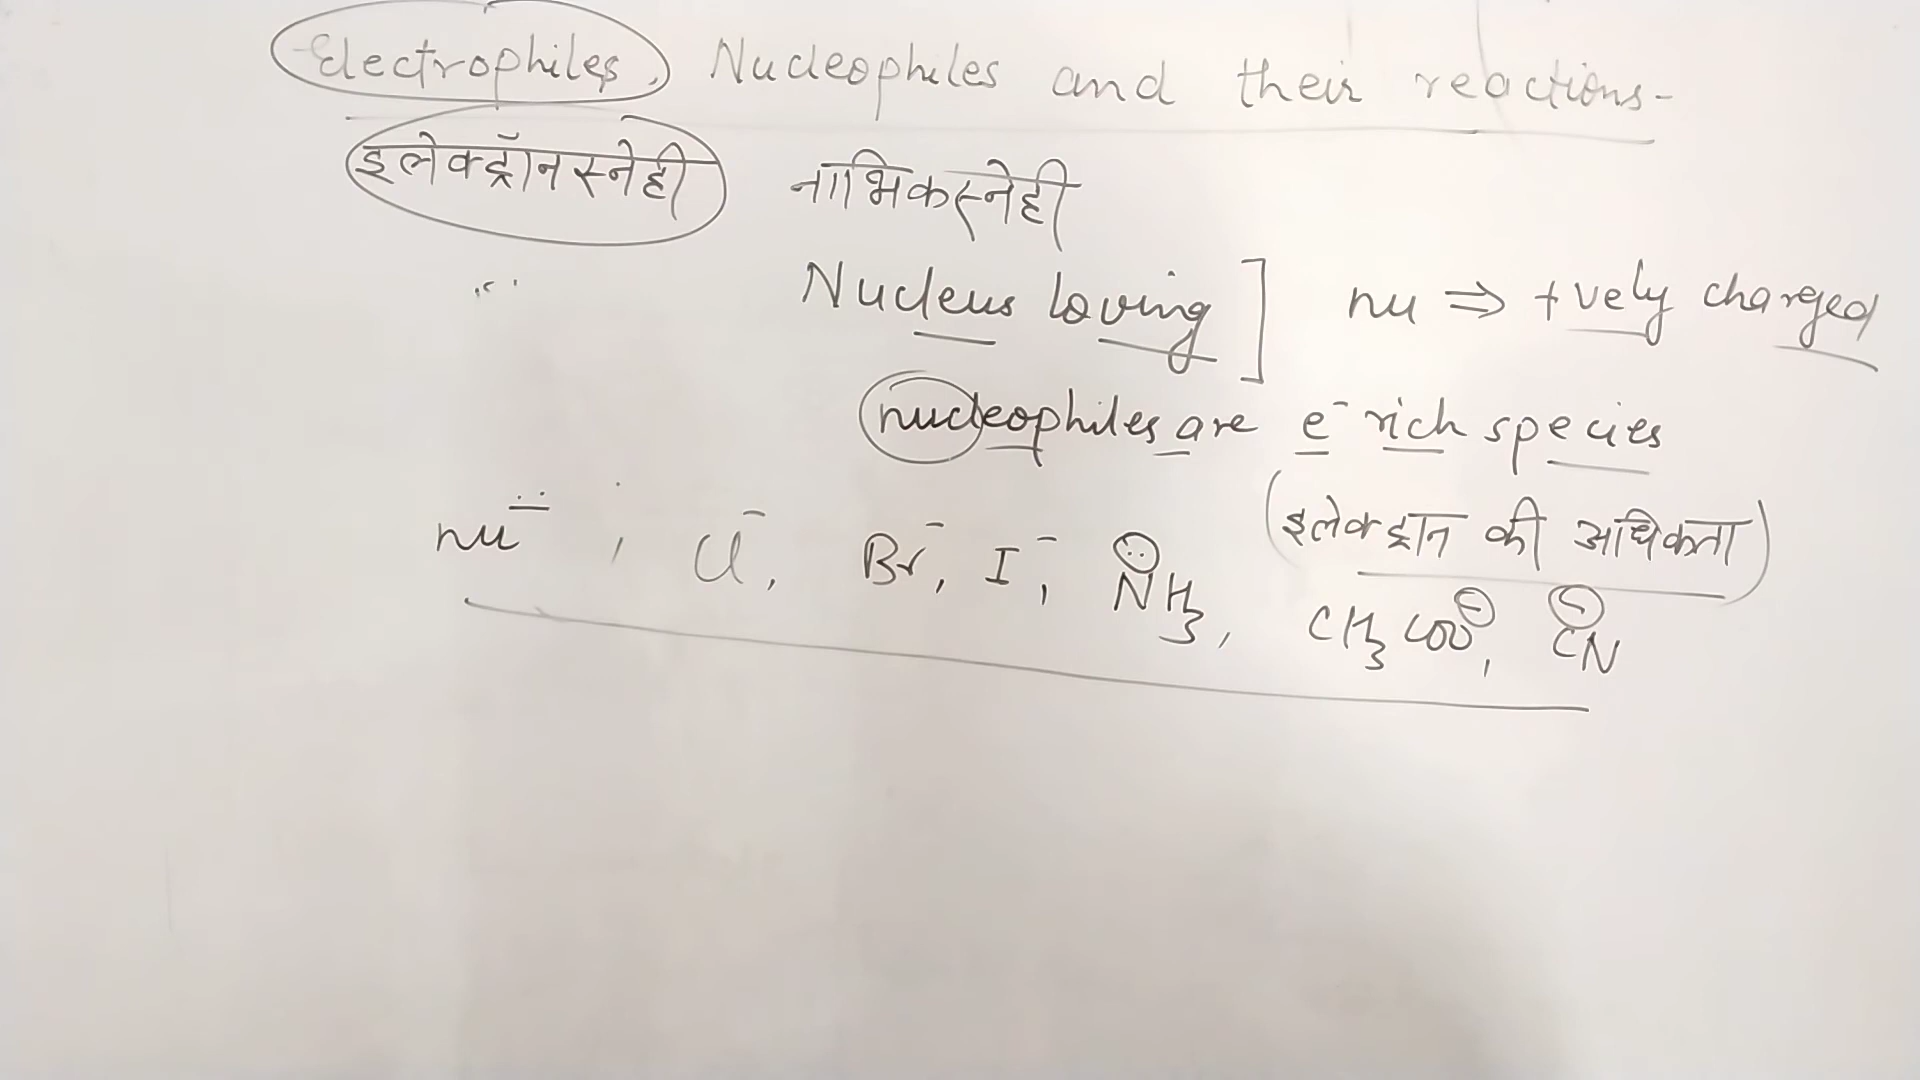 Electrophiles, Nucleophiles and their reactions-
इलेक्ट्रॉनस्नेही नाभिकस्नेही
Nucleus loving] nu ⇒ +vely charged
nucleophiles are e⁻ rich species
(इलेक्ट्रान की अधिकता)
nu⁻̈, Cl⁻, Br⁻, I⁻, N̈H₃, CH₃COO⊖, ⊖CN